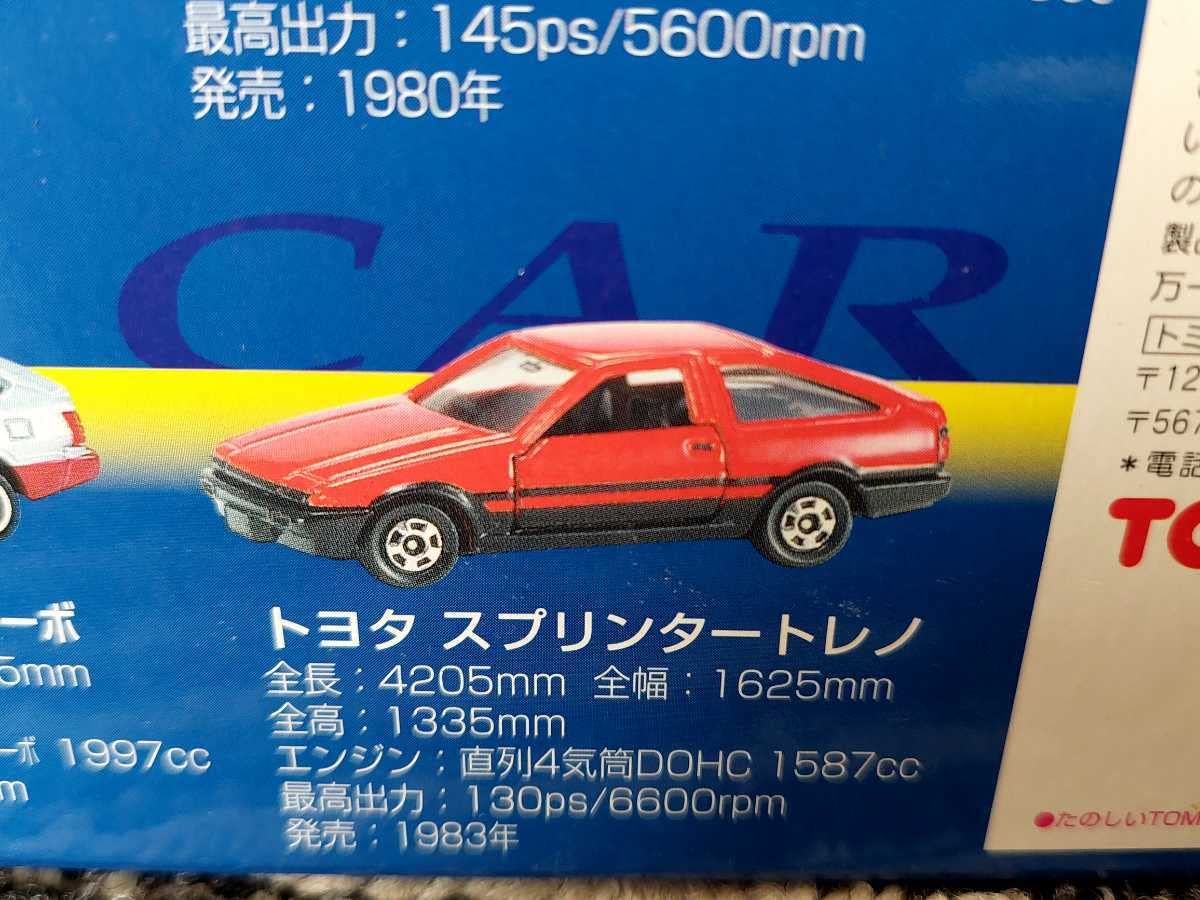 最高出力：145ps/5600rpm
発売：1980年
CAR
ーボ
5mm
ーボ 1997cc
m
トヨタ スプリンタートレノ
全長：4205mm 全幅：1625mm
全高：1335mm
エンジン：直列4気筒DOHC 1587cc
最高出力：130ps/6600rpm
発売：1983年
い
の
製
万一
トミ
〒12
〒567
＊電話
TO
●たのしいTOM